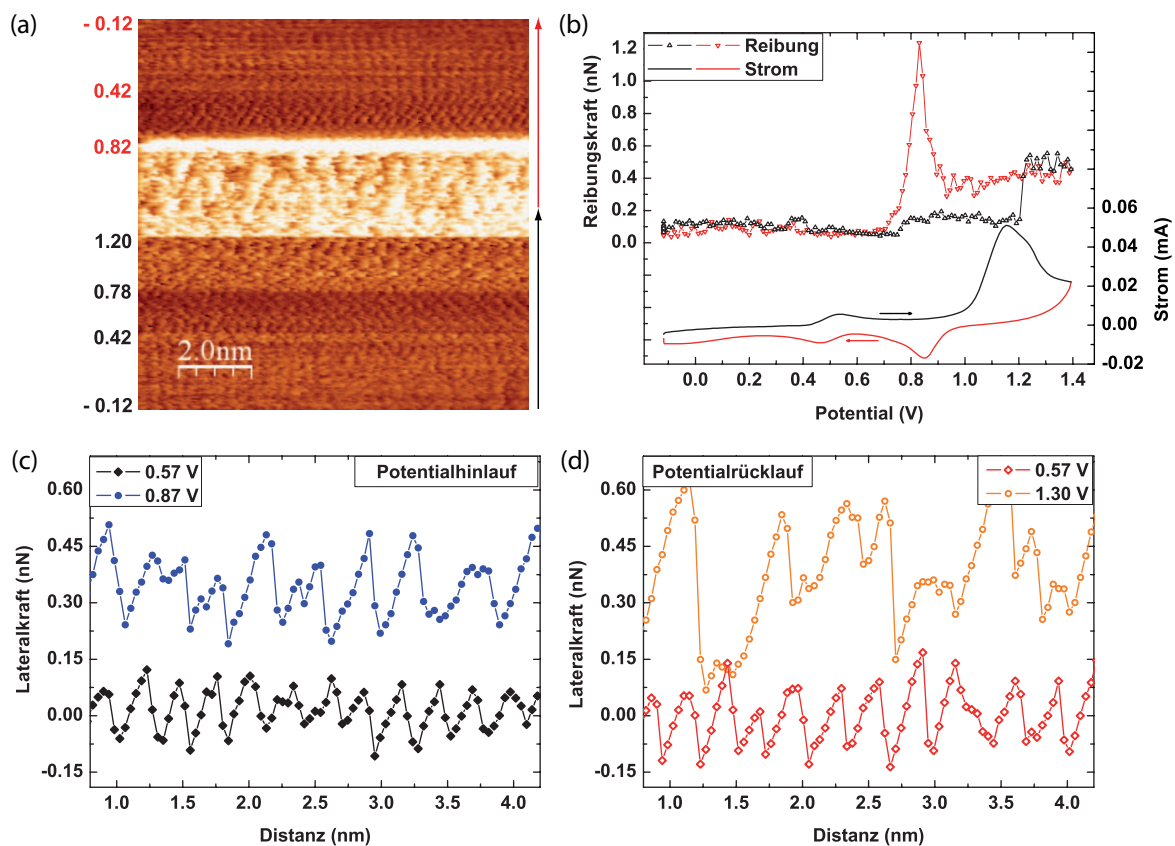 (a)
- 0.12
0.42
0.82
1.20
0.78
0.42
- 0.12
2.0nm
(b)
Reibung
Strom
Reibungskraft (nN)
1.2
1.0
0.8
0.6
0.4
0.2
0.0
0.06
0.04
0.02
0.00
-0.02
Strom (mA)
0.0 0.2 0.4 0.6 0.8 1.0 1.2 1.4
Potential (V)
(c)
0.57 V
0.87 V
Potentialhinlauf
Lateralkraft (nN)
0.60
0.45
0.30
0.15
0.00
-0.15
1.0 1.5 2.0 2.5 3.0 3.5 4.0
Distanz (nm)
(d)
Potentialrücklauf
0.57 V
1.30 V
Lateralkraft (nN)
0.60
0.45
0.30
0.15
0.00
-0.15
1.0 1.5 2.0 2.5 3.0 3.5 4.0
Distanz (nm)